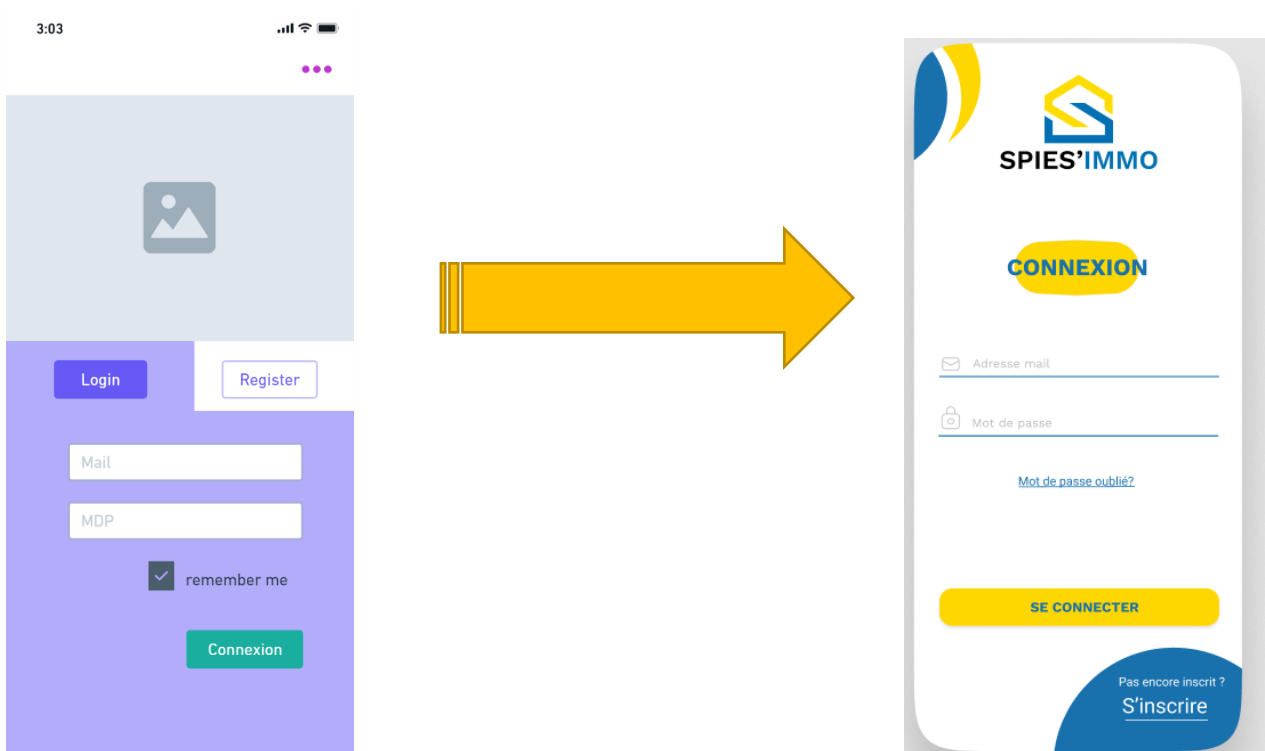 3:03
Login
Register
Mail
MDP
remember me
Connexion
SPIES’IMMO
CONNEXION
Adresse mail
Mot de passe
Mot de passe oublié?
SE CONNECTER
Pas encore inscrit ?
S’inscrire